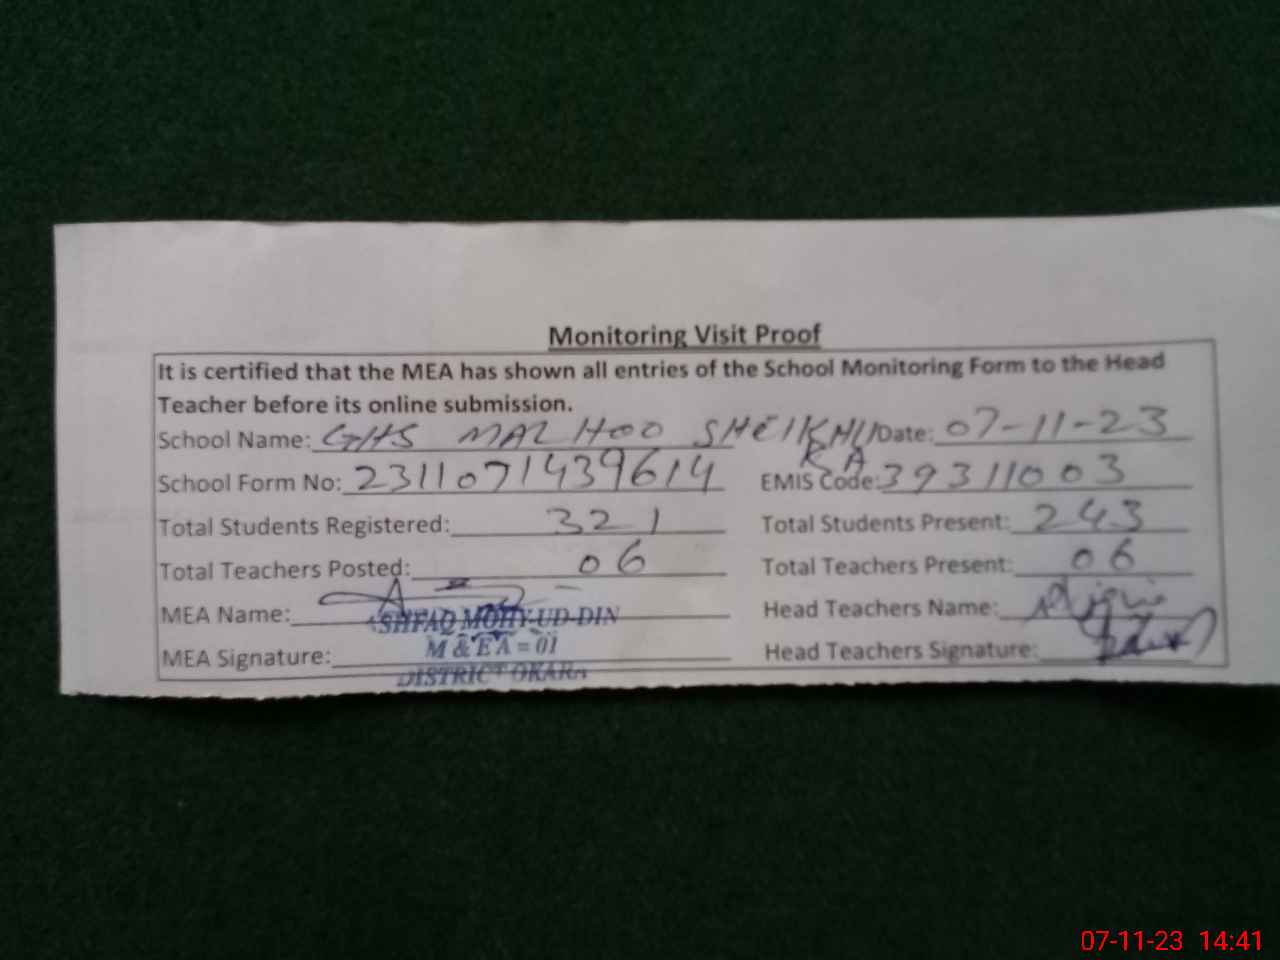 Monitoring Visit Proof
It is certified that the MEA has shown all entries of the School Monitoring Form to the Head
Teacher before its online submission.
School Name: GHS MALHOO SHEIKHU KA Date: 07-11-23
School Form No: 2311071439614 EMIS Code: 39311003
Total Students Registered: 321 Total Students Present: 243
Total Teachers Posted: 06 Total Teachers Present: 06
MEA Name: ASHFAQ MOHY-UD-DIN Head Teachers Name:
M & EA = 01
MEA Signature: Head Teachers Signature:
DISTRICT OKARA
07-11-23 14:41